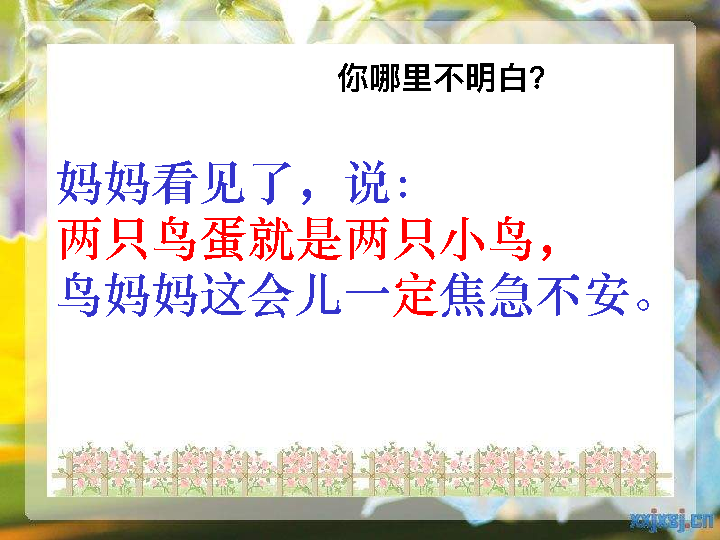 你哪里不明白?
妈妈看见了，说：
两只鸟蛋就是两只小鸟，
鸟妈妈这会儿一定焦急不安。
xxjxsj.cn